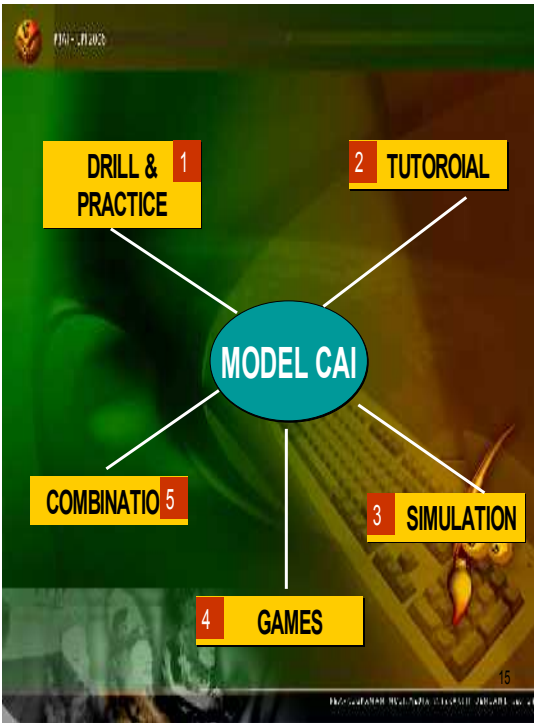 DRILL & 1
PRACTICE
2 TUTOROIAL
MODEL CAI
COMBINATIO 5
3 SIMULATION
4 GAMES
15